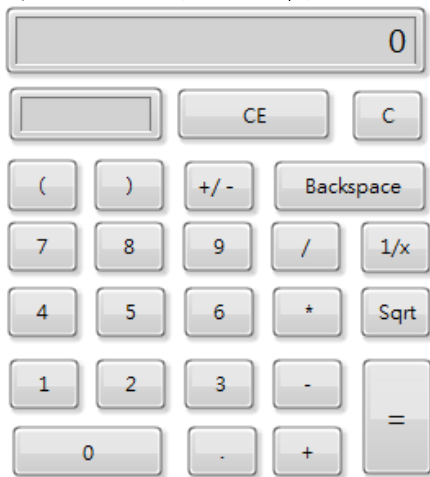 0
CE C
( ) +/ - Backspace
7 8 9 / 1/x
4 5 6 * Sqrt
1 2 3 -
=
0 . +